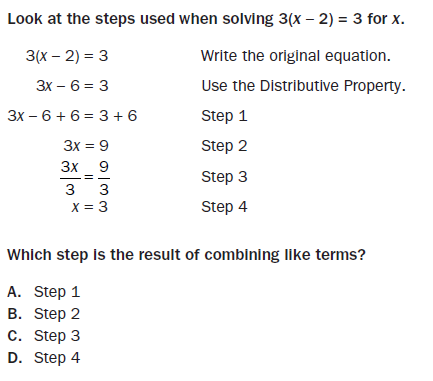 Look at the steps used when solving 3(x – 2) = 3 for x.
3(x – 2) = 3 Write the original equation.
3x – 6 = 3 Use the Distributive Property.
3x – 6 + 6 = 3 + 6 Step 1
3x = 9 Step 2
3x/3 = 9/3 Step 3
x = 3 Step 4
Which step is the result of combining like terms?
A. Step 1
B. Step 2
C. Step 3
D. Step 4